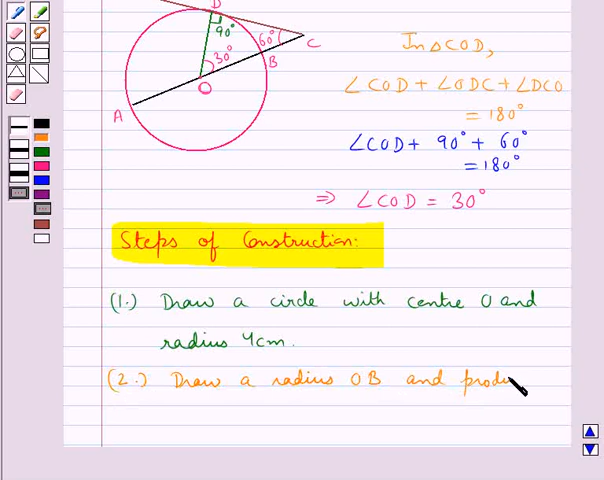 D
90°
30°
60°
C
B
O
A
In △COD,
∠COD + ∠ODC + ∠DCO
= 180°
∠COD + 90° + 60°
= 180°
⇒ ∠COD = 30°
Steps of Construction:
(1.) Draw a circle with centre O and
radius 4cm.
(2.) Draw a radius OB and produ